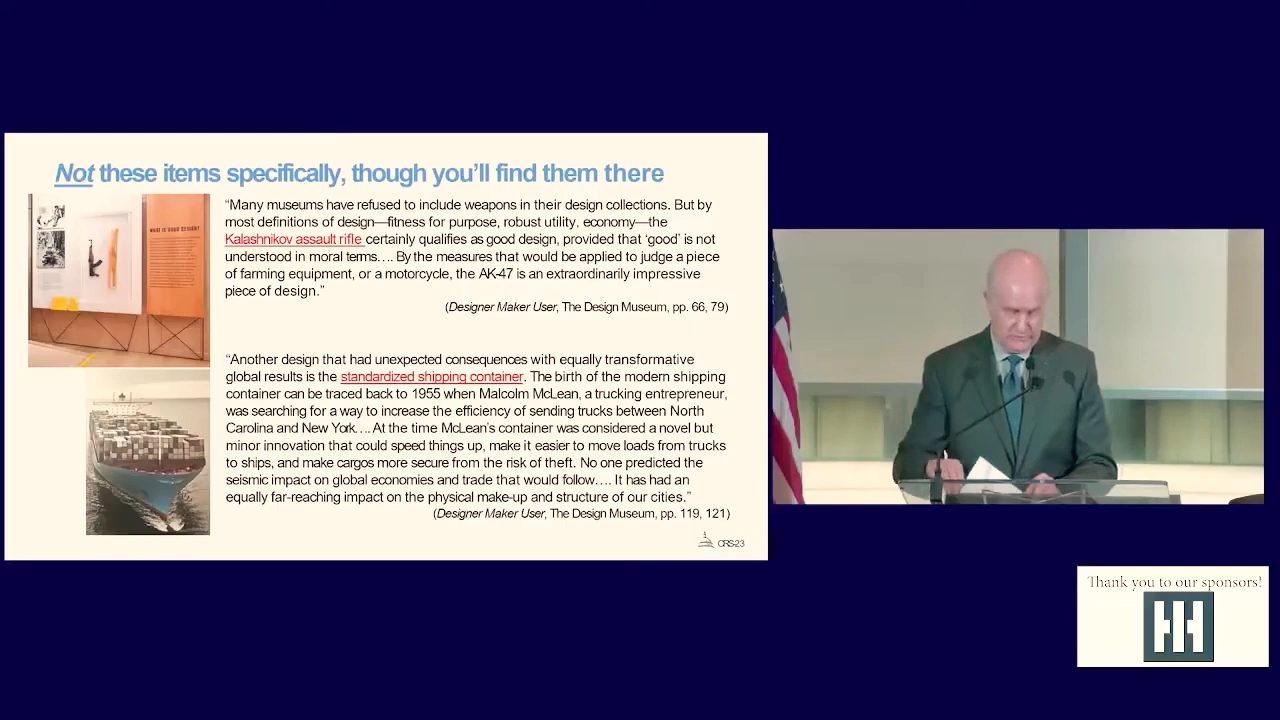 Not these items specifically, though you'll find them there
WHAT IS GOOD DESIGN?
“Many museums have refused to include weapons in their design collections. But by
most definitions of design—fitness for purpose, robust utility, economy—the
Kalashnikov assault rifle certainly qualifies as good design, provided that ‘good’ is not
understood in moral terms…. By the measures that would be applied to judge a piece
of farming equipment, or a motorcycle, the AK-47 is an extraordinarily impressive
piece of design.”
(Designer Maker User, The Design Museum, pp. 66, 79)
“Another design that had unexpected consequences with equally transformative
global results is the standardized shipping container. The birth of the modern shipping
container can be traced back to 1955 when Malcolm McLean, a trucking entrepreneur,
was searching for a way to increase the efficiency of sending trucks between North
Carolina and New York…. At the time McLean’s container was considered a novel but
minor innovation that could speed things up, make it easier to move loads from trucks
to ships, and make cargos more secure from the risk of theft. No one predicted the
seismic impact on global economies and trade that would follow…. It has had an
equally far-reaching impact on the physical make-up and structure of our cities.”
(Designer Maker User, The Design Museum, pp. 119, 121)
CRS-23
Thank you to our sponsors!